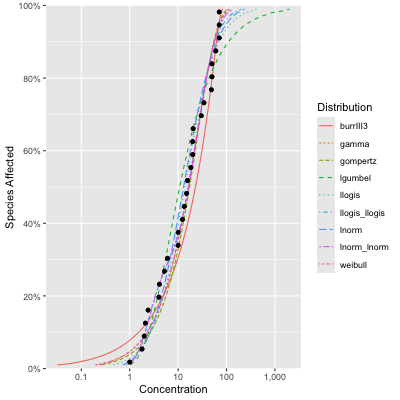 100%
80%
60%
40%
20%
0%
Species Affected
0.1 1 10 100 1,000
Concentration
Distribution
burrIII3
gamma
gompertz
lgumbel
llogis
llogis_llogis
lnorm
lnorm_lnorm
weibull